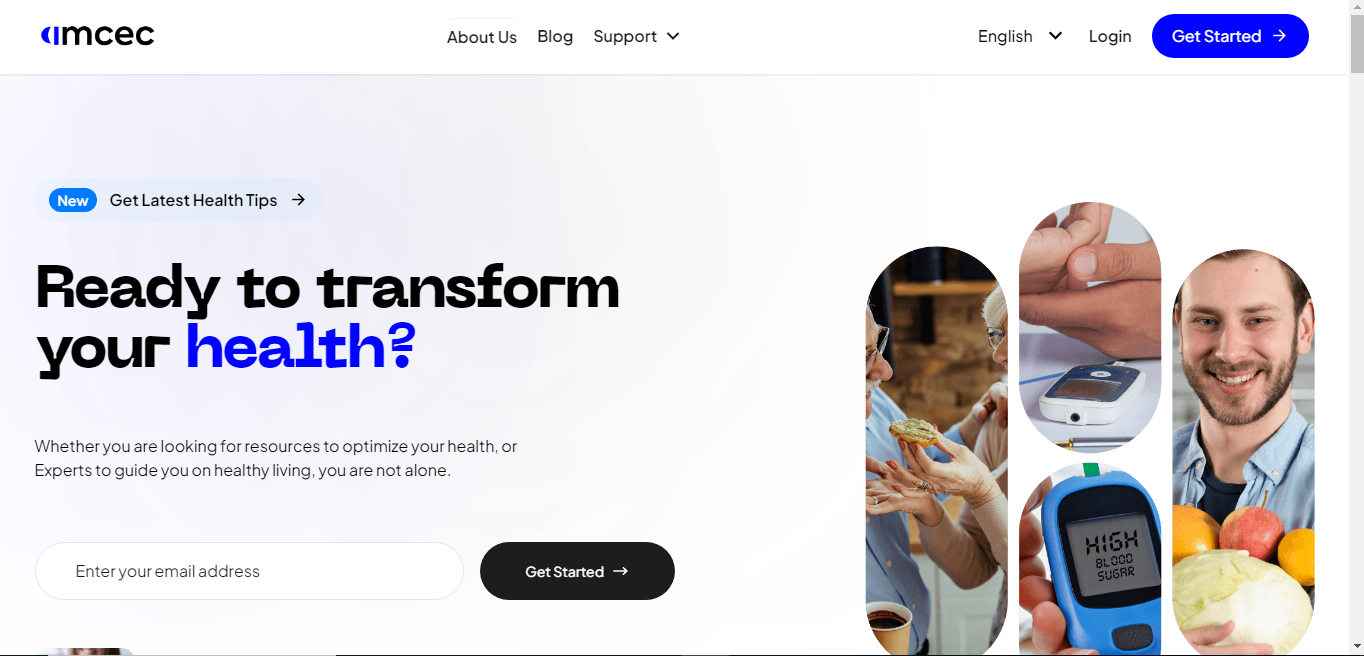 amcec
About Us
Blog
Support
English
Login
Get Started
New
Get Latest Health Tips
Ready to transform
your health?
Whether you are looking for resources to optimize your health, or
Experts to guide you on healthy living, you are not alone.
Enter your email address
Get Started
HIGH
BLOOD
SUGAR